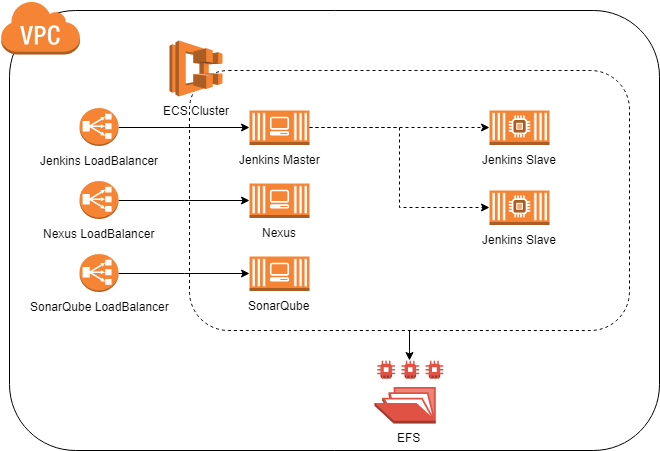 VPC
ECS Cluster
Jenkins LoadBalancer
Jenkins Master
Jenkins Slave
Nexus LoadBalancer
Nexus
Jenkins Slave
SonarQube LoadBalancer
SonarQube
EFS